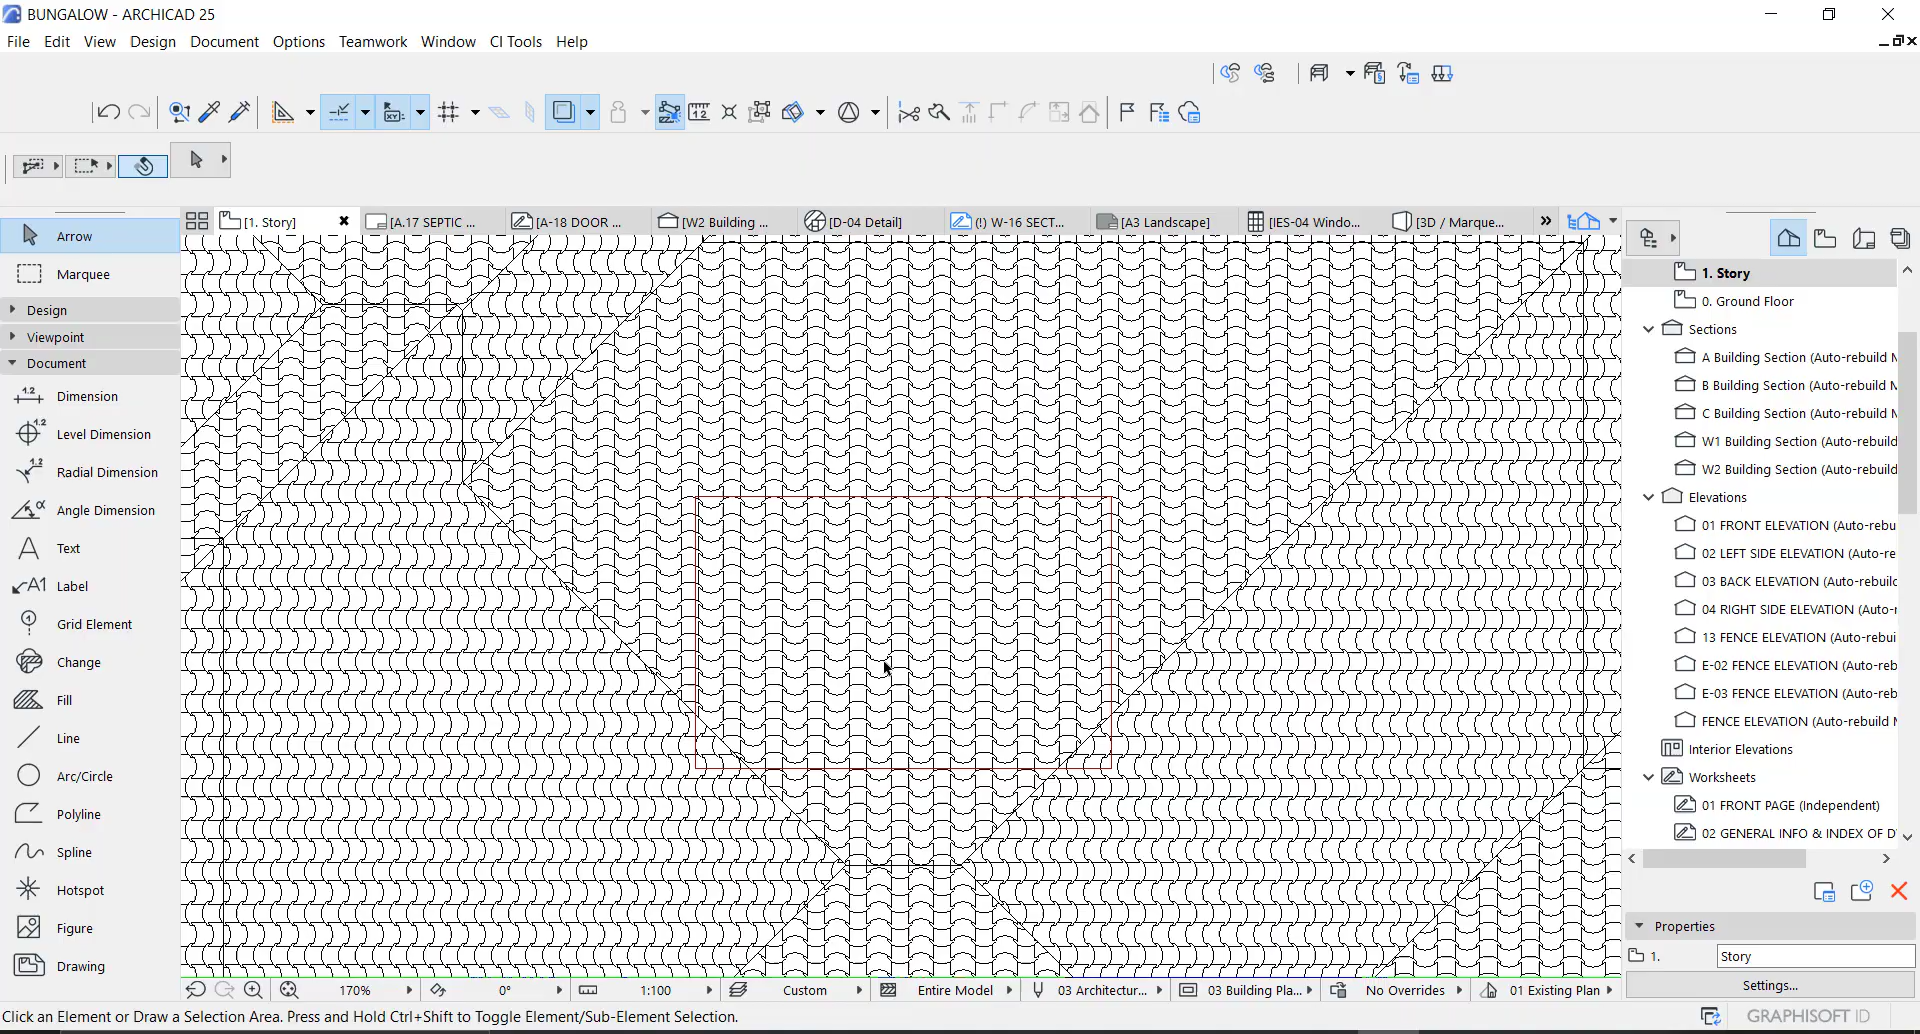 BUNGALOW - ARCHICAD 25
File Edit View Design Document Options Teamwork Window CI Tools Help
[1. Story] [A.17 SEPTIC ... [A-18 DOOR ... [W2 Building ... [D-04 Detail] (!) W-16 SECT... [A3 Landscape] [IES-04 Windo... [3D / Marque...
Arrow
Marquee
Design
Viewpoint
Document
1.2 Dimension
1.2 Level Dimension
1.2 Radial Dimension
α Angle Dimension
A Text
A1 Label
1 Grid Element
Change
Fill
Line
Arc/Circle
Polyline
Spline
Hotspot
Figure
Drawing
1. Story
0. Ground Floor
Sections
A Building Section (Auto-rebuild M
B Building Section (Auto-rebuild M
C Building Section (Auto-rebuild M
W1 Building Section (Auto-rebuild
W2 Building Section (Auto-rebuild
Elevations
01 FRONT ELEVATION (Auto-rebu
02 LEFT SIDE ELEVATION (Auto-re
03 BACK ELEVATION (Auto-rebuild
04 RIGHT SIDE ELEVATION (Auto-r
13 FENCE ELEVATION (Auto-rebui
E-02 FENCE ELEVATION (Auto-reb
E-03 FENCE ELEVATION (Auto-reb
FENCE ELEVATION (Auto-rebuild M
Interior Elevations
Worksheets
01 FRONT PAGE (Independent)
02 GENERAL INFO & INDEX OF D
Properties
1. Story
Settings...
170% 0° 1:100 Custom Entire Model 03 Architectur... 03 Building Pla... No Overrides 01 Existing Plan
Click an Element or Draw a Selection Area. Press and Hold Ctrl+Shift to Toggle Element/Sub-Element Selection.
GRAPHISOFT ID